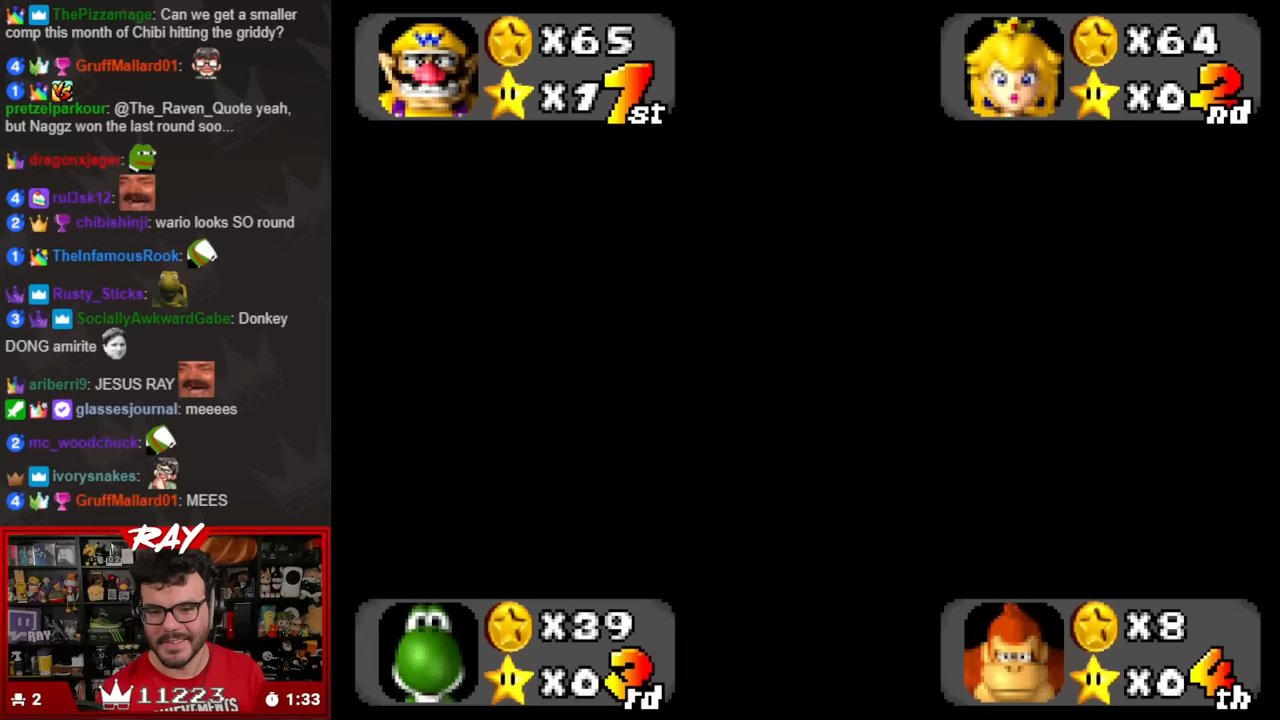 ThePizzamage: Can we get a smaller
comp this month of Chibi hitting the griddy?
4 GruffMallard01:
1 VS
pretzelparkour: @The_Raven_Quote yeah,
but Naggz won the last round soo...
dragonxjager:
4 rul3sk12:
2 chibishinji: wario looks SO round
1 TheInfamousRook:
Rusty_Sticks:
3 SociallyAwkwardGabe: Donkey
DONG amirite
ariberri9: JESUS RAY
glassesjournal: meeees
2 mc_woodchuck:
ivorysnakes:
4 GruffMallard01: MEES
RAY
2 11223 1:33
x65
x1 1st
x64
x0 2nd
x39
x0 3rd
x8
x0 4th